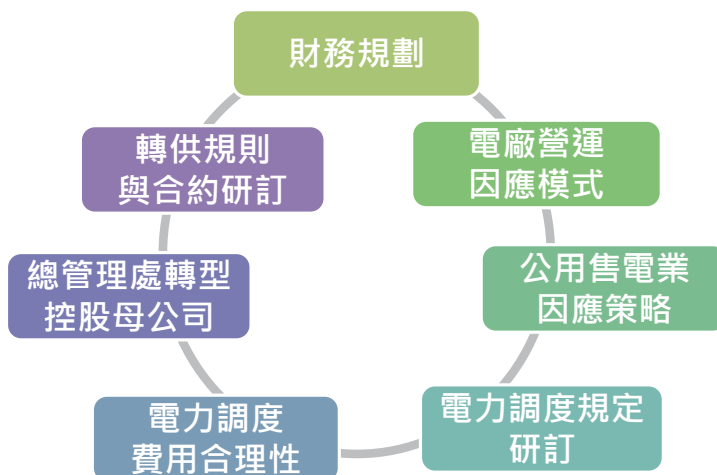 財務規劃
電廠營運
因應模式
公用售電業
因應策略
電力調度規定
研訂
電力調度
費用合理性
總管理處轉型
控股母公司
轉供規則
與合約研訂